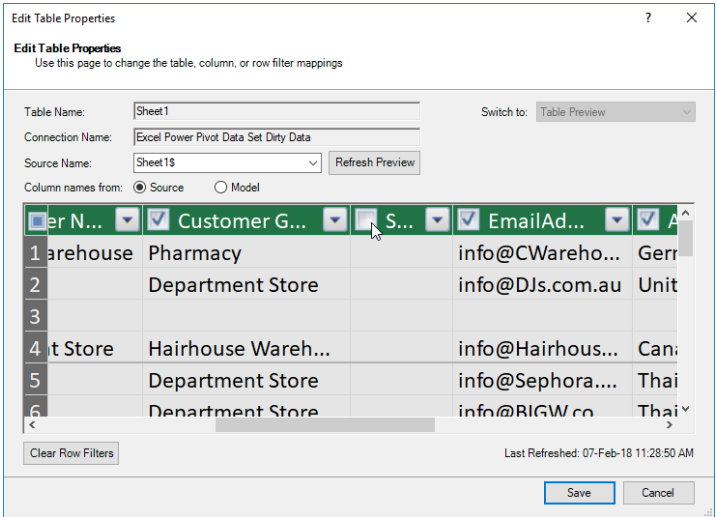 Edit Table Properties
Edit Table Properties
Use this page to change the table, column, or row filter mappings
Table Name: Sheet1 Switch to: Table Preview
Connection Name: Excel Power Pivot Data Set Dirty Data
Source Name: Sheet1$ Refresh Preview
Column names from: Source Model
er N... Customer G... S... EmailAd... A
1 arehouse Pharmacy info@CWareho... Gerr
2 Department Store info@DJs.com.au Unit
3
4 t Store Hairhouse Wareh... info@Hairhous... Cana
5 Department Store info@Sephora.... Thai
6 Department Store info@BIGW.co Thai
Clear Row Filters Last Refreshed: 07-Feb-18 11:28:50 AM
Save Cancel